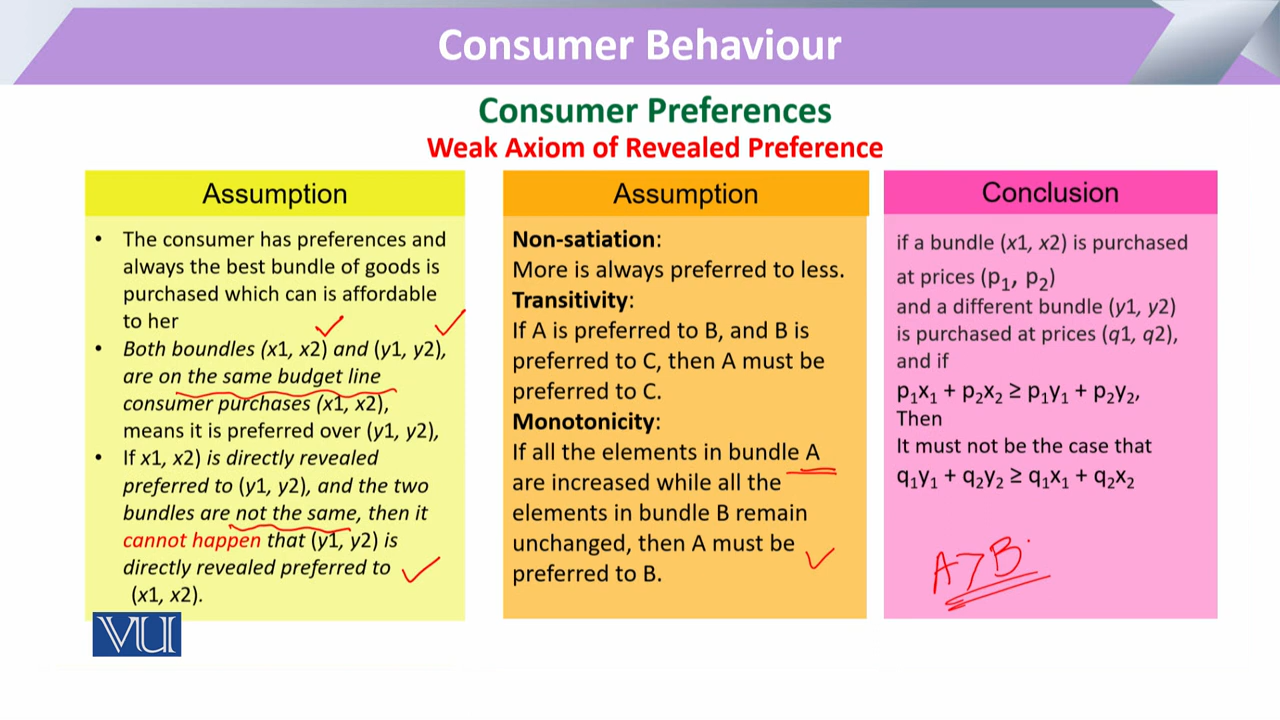 Consumer Behaviour
Consumer Preferences
Weak Axiom of Revealed Preference
Assumption
• The consumer has preferences and
always the best bundle of goods is
purchased which can is affordable
to her
• Both boundles (x1, x2) and (y1, y2),
are on the same budget line
consumer purchases (x1, x2),
means it is preferred over (y1, y2),
• If x1, x2) is directly revealed
preferred to (y1, y2), and the two
bundles are not the same, then it
cannot happen that (y1, y2) is
directly revealed preferred to
(x1, x2).
VU
Assumption
Non-satiation:
More is always preferred to less.
Transitivity:
If A is preferred to B, and B is
preferred to C, then A must be
preferred to C.
Monotonicity:
If all the elements in bundle A
are increased while all the
elements in bundle B remain
unchanged, then A must be
preferred to B.
Conclusion
if a bundle (x1, x2) is purchased
at prices (p₁, p₂)
and a different bundle (y1, y2)
is purchased at prices (q1, q2),
and if
p₁x₁ + p₂x₂ ≥ p₁y₁ + p₂y₂,
Then
It must not be the case that
q₁y₁ + q₂y₂ ≥ q₁x₁ + q₂x₂
A>B